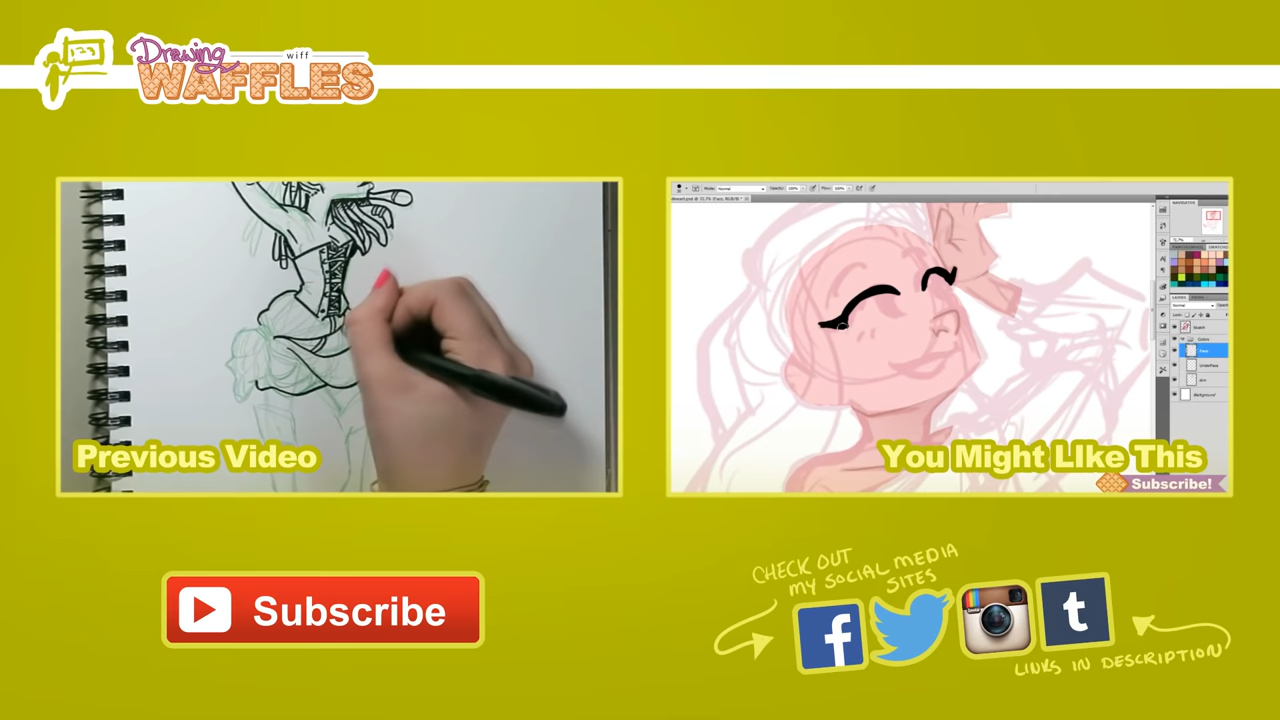 Drawing
wiff
WAFFLES
Previous Video
You Might LIke This
Subscribe!
Subscribe
CHECK OUT
MY SOCIAL MEDIA
SITES
LINKS IN DESCRIPTION